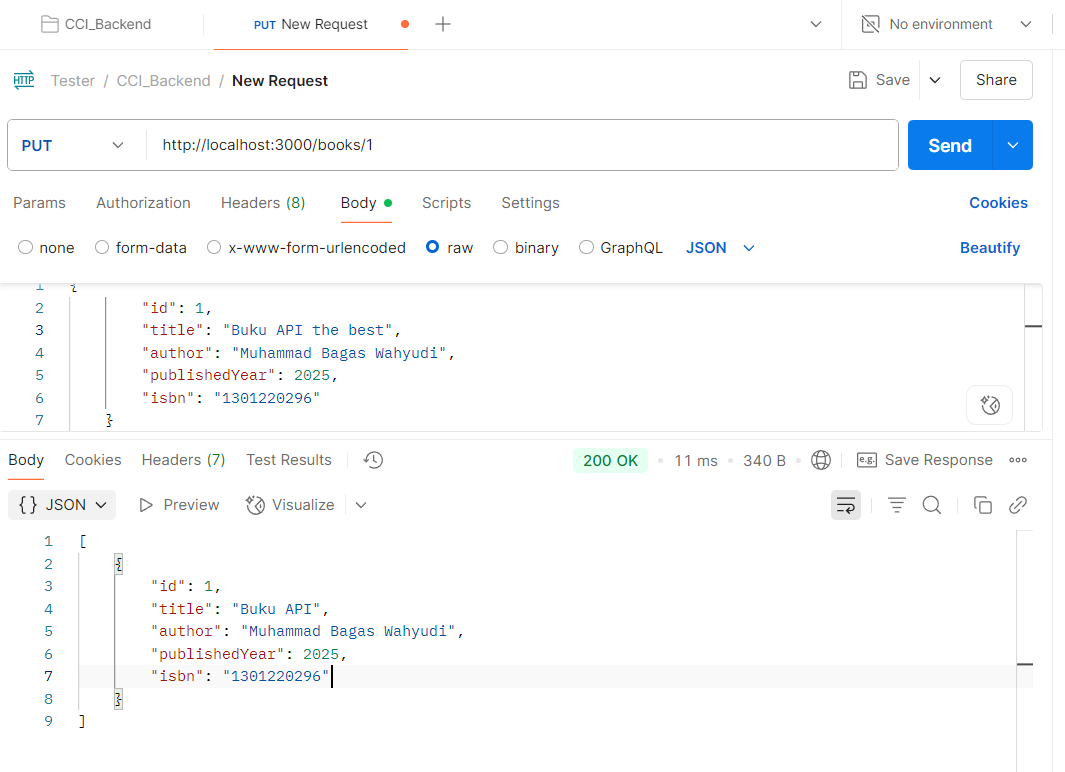 CCI_Backend PUT New Request No environment
HTTP Tester / CCI_Backend / New Request Save Share
PUT http://localhost:3000/books/1 Send
Params Authorization Headers (8) Body Scripts Settings Cookies
none form-data x-www-form-urlencoded raw binary GraphQL JSON Beautify
1 {
2 "id": 1,
3 "title": "Buku API the best",
4 "author": "Muhammad Bagas Wahyudi",
5 "publishedYear": 2025,
6 "isbn": "1301220296"
7 }
Body Cookies Headers (7) Test Results 200 OK • 11 ms • 340 B • e.g. Save Response
{} JSON Preview Visualize
1 [
2 {
3 "id": 1,
4 "title": "Buku API",
5 "author": "Muhammad Bagas Wahyudi",
6 "publishedYear": 2025,
7 "isbn": "1301220296"
8 }
9 ]